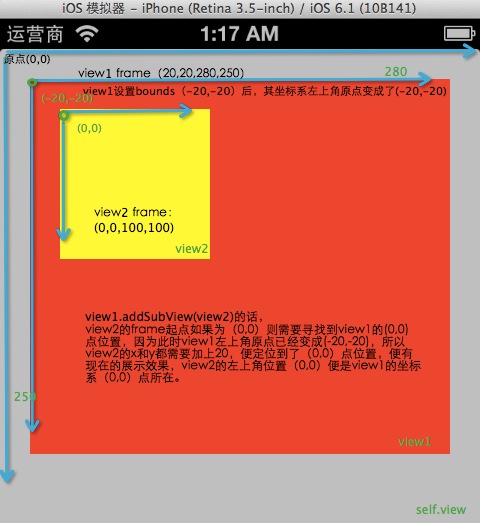 iOS 模拟器 - iPhone (Retina 3.5-inch) / iOS 6.1 (10B141)
运营商 1:17 AM
原点(0,0)
view1 frame（20,20,280,250)
280
view1设置bounds（-20,-20）后，其坐标系左上角原点变成了(-20,-20)
(-20,-20)
(0,0)
view2 frame：
(0,0,100,100)
view2
view1.addSubView(view2)的话，
view2的frame起点如果为（0,0）则需要寻找到view1的(0,0)
点位置，因为此时view1左上角原点已经变成(-20,-20)，所以
view2的x和y都需要加上20，便定位到了（0,0）点位置，便有
现在的展示效果，view2的左上角位置（0,0）便是view1的坐标
系（0,0）点所在。
250
view1
self.view